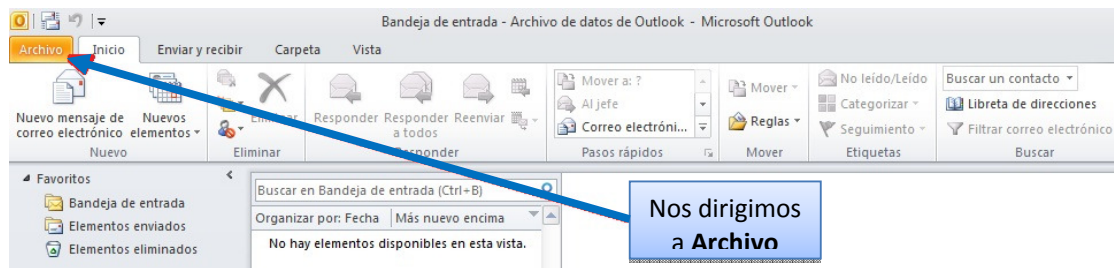 Bandeja de entrada - Archivo de datos de Outlook - Microsoft Outlook
Archivo Inicio Enviar y recibir Carpeta Vista
Nuevo mensaje de correo electrónico
Nuevos elementos
Nuevo
Eliminar
Eliminar
Responder
Responder a todos
Reenviar
Responder
Mover a: ?
Al jefe
Correo electróni...
Pasos rápidos
Mover
Reglas
Mover
No leído/Leído
Categorizar
Seguimiento
Etiquetas
Buscar un contacto
Libreta de direcciones
Filtrar correo electrónico
Buscar
Favoritos
Bandeja de entrada
Elementos enviados
Elementos eliminados
Buscar en Bandeja de entrada (Ctrl+B)
Organizar por: Fecha Más nuevo encima
No hay elementos disponibles en esta vista.
Nos dirigimos
a Archivo